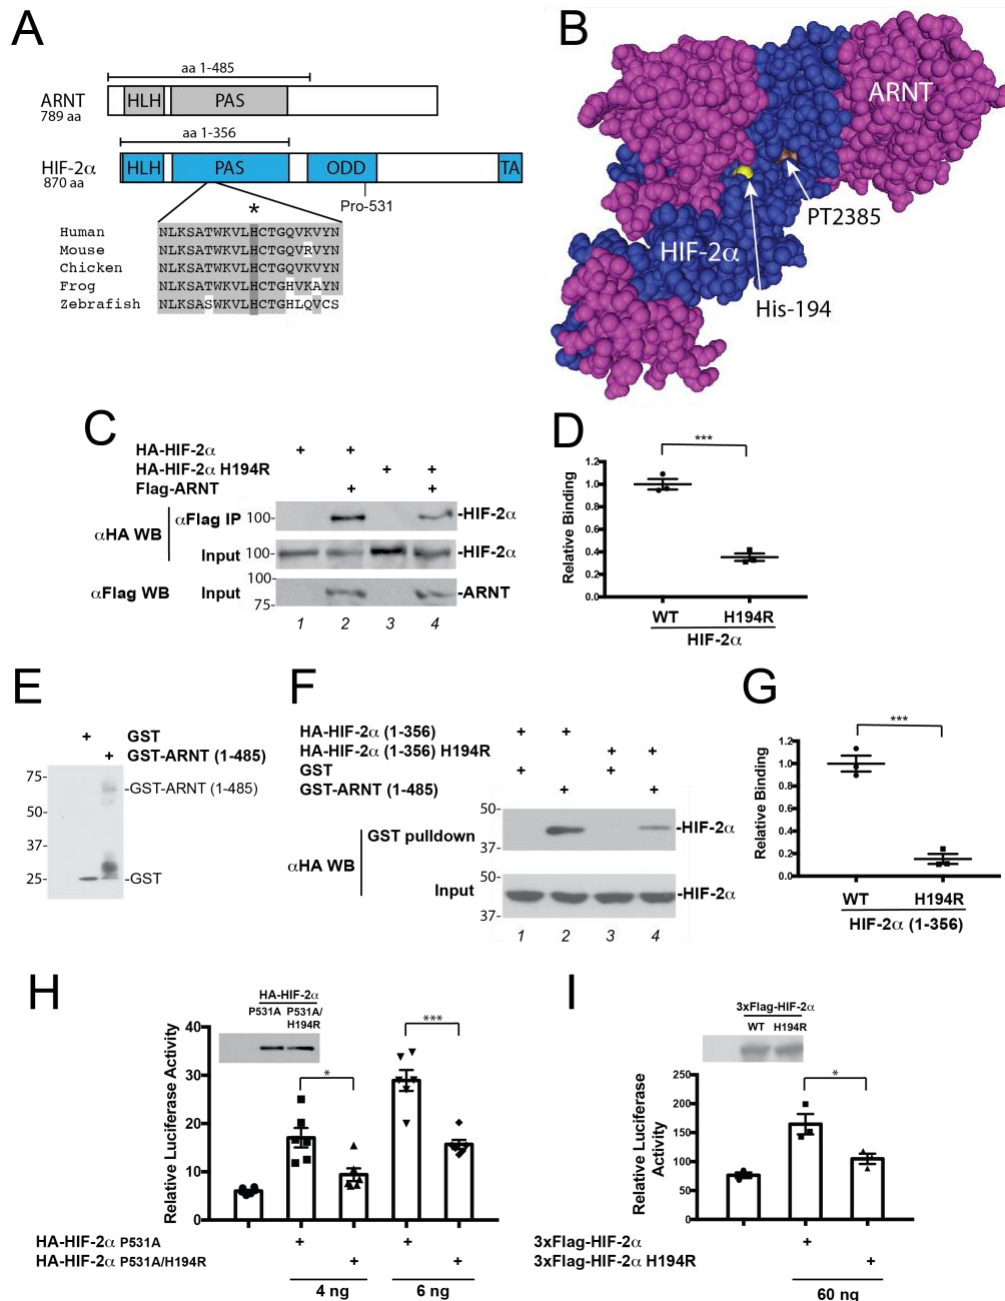 A
aa 1-485
ARNT
789 aa
HLH
PAS
aa 1-356
HIF-2α
870 aa
HLH
PAS
ODD
TA
Pro-531
*
Human NLKSATWKVLHCTGQVKVYN
Mouse NLKSATWKVLHCTGQVRVYN
Chicken NLKSATWKVLHCTGQVKVYN
Frog NLKSATWKVLHCTGHVKAYN
Zebrafish NLKSASWKVLHCTGHLQVCS
B
ARNT
PT2385
HIF-2α
His-194
C
HA-HIF-2α + +
HA-HIF-2α H194R + +
Flag-ARNT + +
αHA WB
αFlag IP 100- -HIF-2α
Input 100- -HIF-2α
αFlag WB Input 100- -ARNT
75-
1 2 3 4
D
***
Relative Binding
1.2
1.0
0.8
0.6
0.4
0.2
0.0
WT H194R
HIF-2α
E
+ GST
+ GST-ARNT (1-485)
75-
-GST-ARNT (1-485)
50-
37-
25-
-GST
F
HA-HIF-2α (1-356) + +
HA-HIF-2α (1-356) H194R + +
GST + +
GST-ARNT (1-485) + +
αHA WB
GST pulldown
50-
-HIF-2α
37-
Input
50-
-HIF-2α
37-
1 2 3 4
G
***
Relative Binding
1.2
1.0
0.8
0.6
0.4
0.2
0.0
WT H194R
HIF-2α (1-356)
H
HA-HIF-2α
P531A P531A/
H194R
Relative Luciferase Activity
40
30
20
10
0
*
***
HA-HIF-2α P531A + +
HA-HIF-2α P531A/H194R + +
4 ng 6 ng
I
3xFlag-HIF-2α
WT H194R
Relative Luciferase
Activity
250
200
150
100
50
0
*
3xFlag-HIF-2α +
3xFlag-HIF-2α H194R +
60 ng